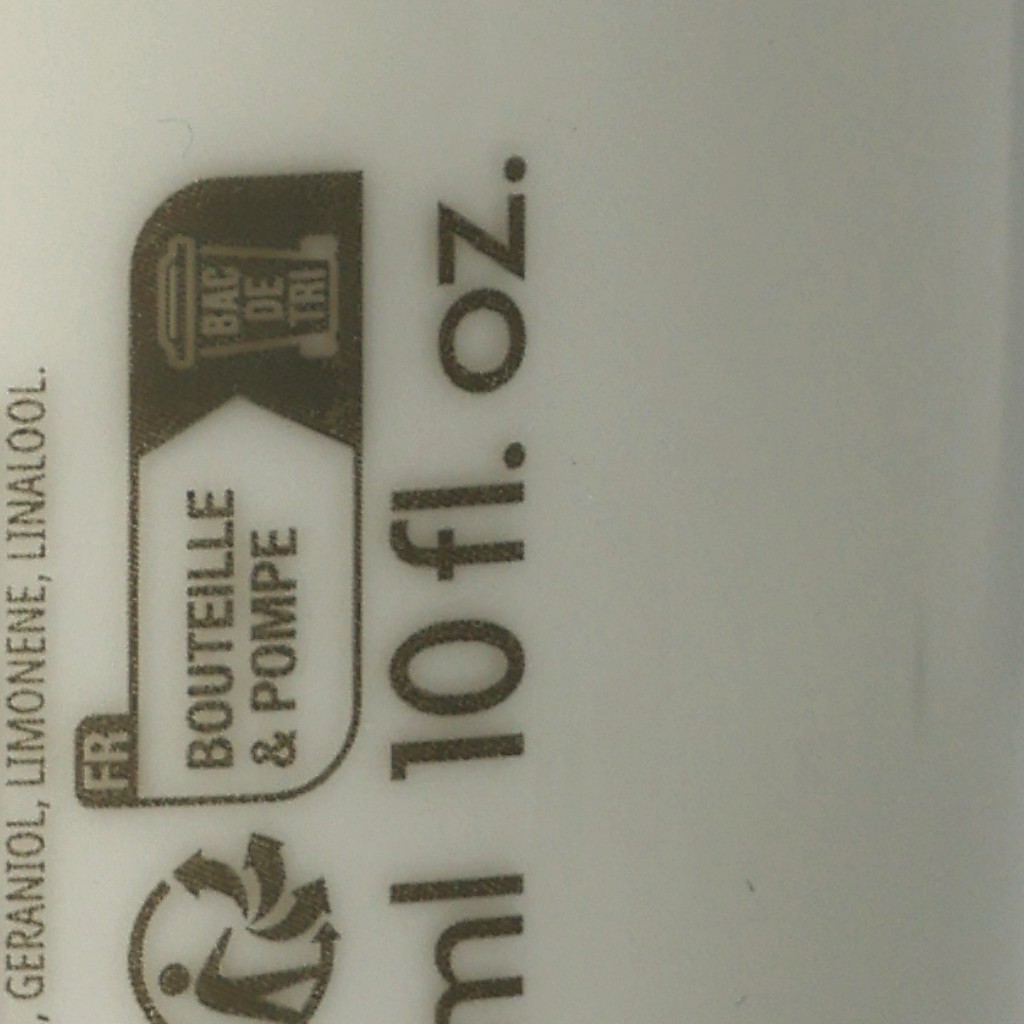 , GERANIOL, LIMONENE, LINALOOL.
FR
BOUTEILLE
& POMPE
BAC
DE
TRI
ml 10 fl. oz.